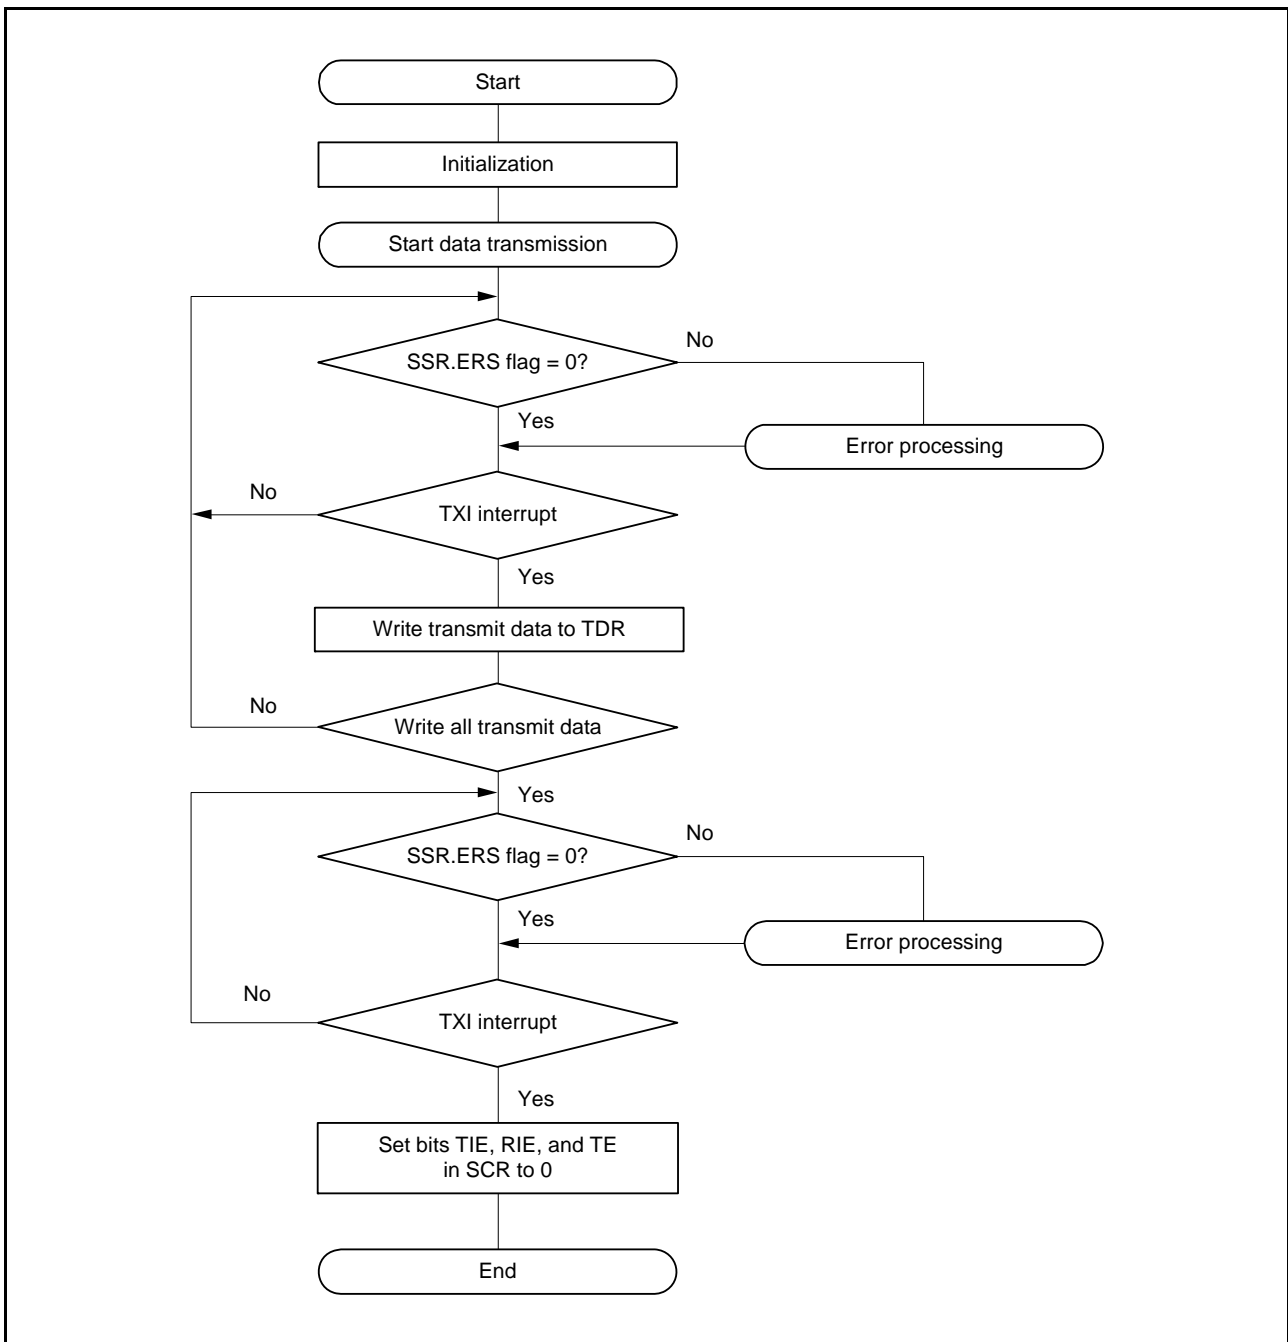 Start
Initialization
Start data transmission
SSR.ERS flag = 0?
No
Yes
Error processing
No
TXI interrupt
Yes
Write transmit data to TDR
No
Write all transmit data
Yes
SSR.ERS flag = 0?
No
Yes
Error processing
No
TXI interrupt
Yes
Set bits TIE, RIE, and TE
in SCR to 0
End